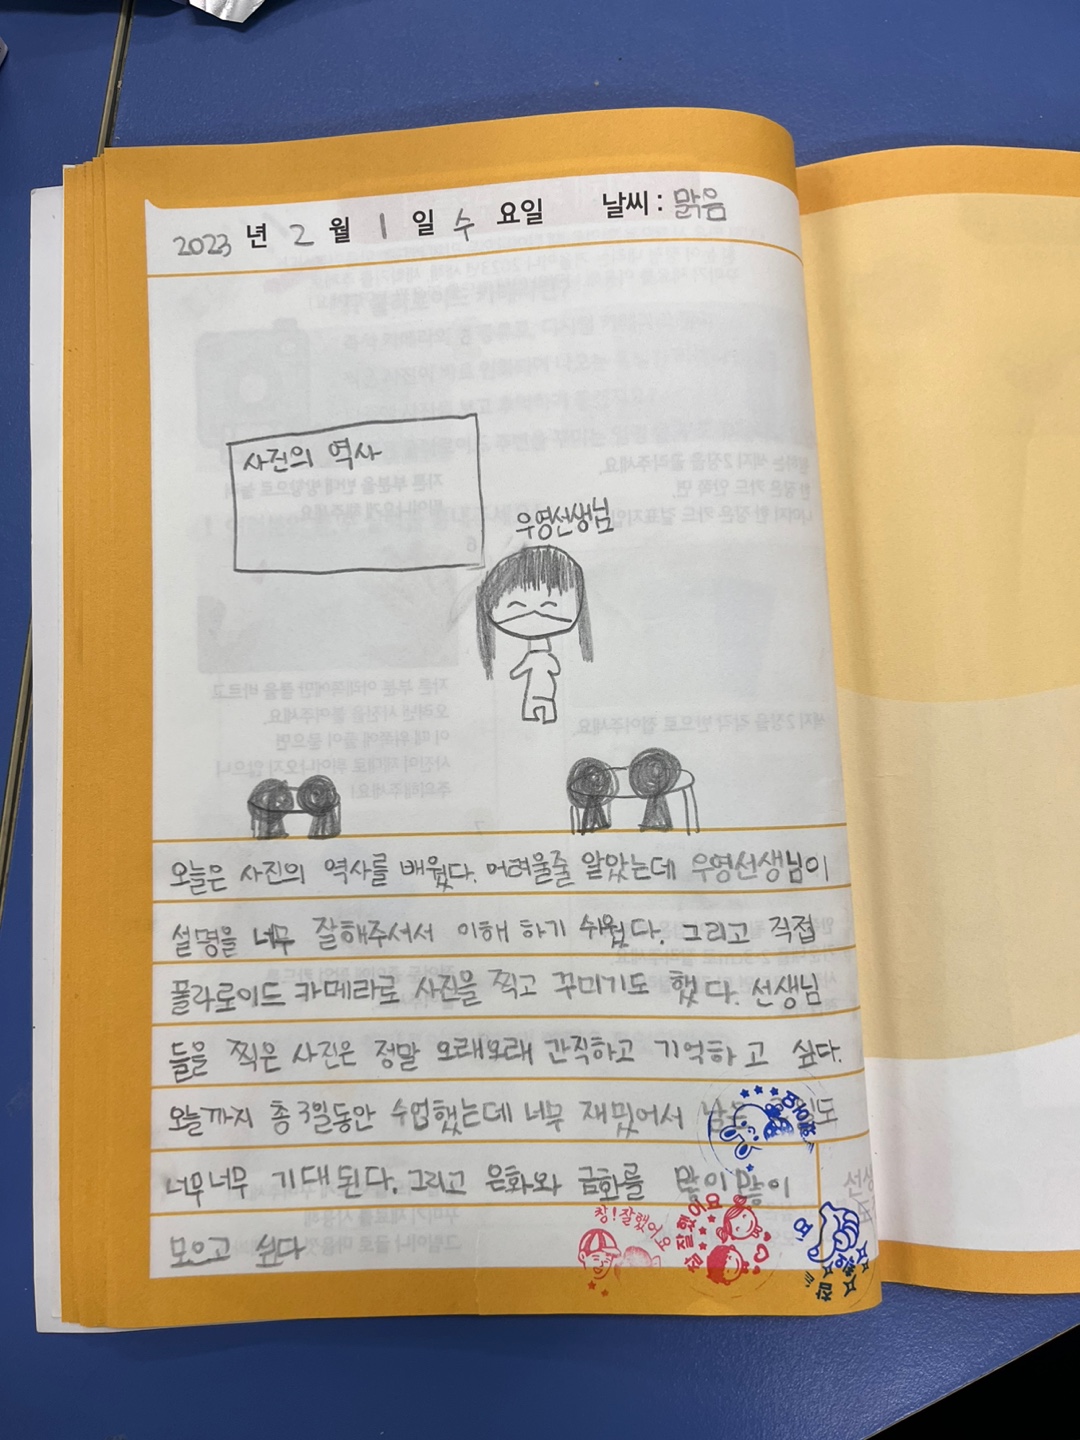 2023 년 2 월 1 일 수 요일 날씨 : 맑음
사진의 역사
우영선생님
오늘은 사진의 역사를 배웠다. 어려울줄 알았는데 우영선생님이
설명을 너무 잘해주셔서 이해 하기 쉬웠다. 그리고 직접
폴라로이드 카메라로 사진을 찍고 꾸미기도 했다. 선생님
들을 찍은 사진은 정말 오래오래 간직하고 기억하고 싶다.
오늘까지 총 3일동안 수업했는데 너무 재밌어서 남은
너무너무 기대된다. 그리고 은화와 금화를 많이많이
모으고 싶다
참! 잘했어요
참 잘했어요